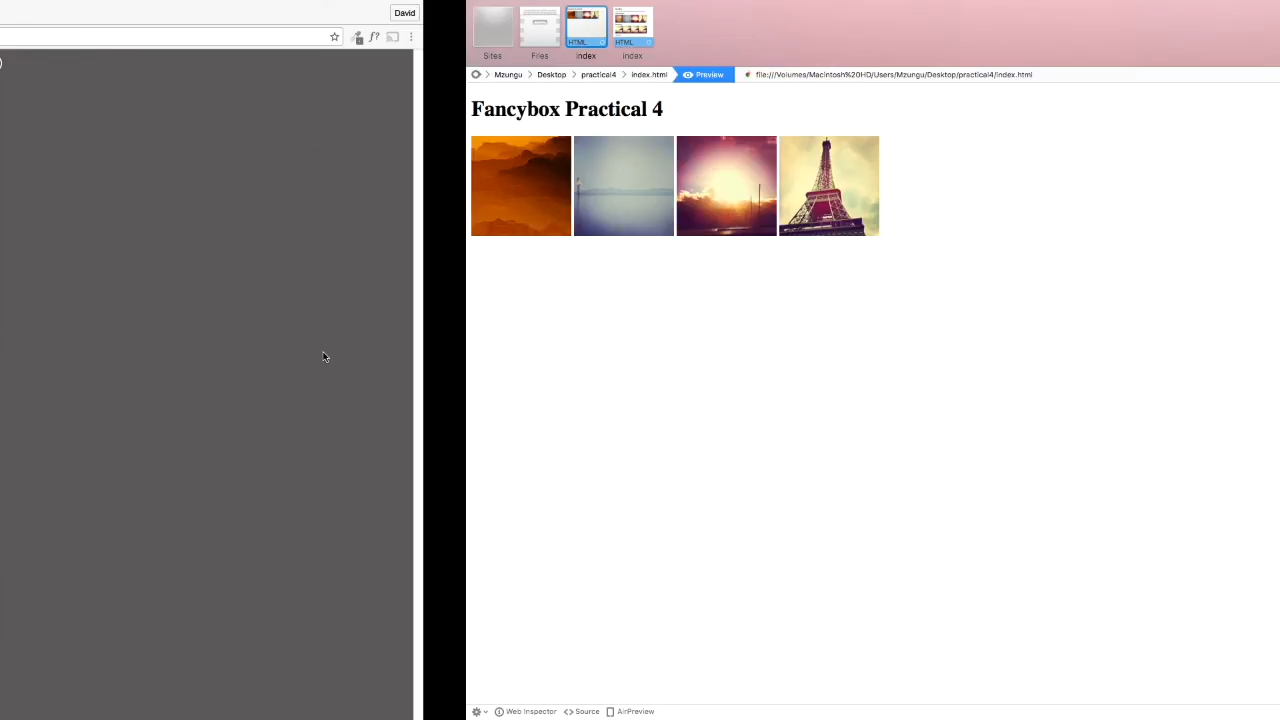 David
f?
HTML
HTML
Sites
Files
index
index
Mzungu
Desktop
practical4
index.html
Preview
file:///Volumes/Macintosh%20HD/Users/Mzungu/Desktop/practical4/index.html
Fancybox Practical 4
Web Inspector
Source
AirPreview